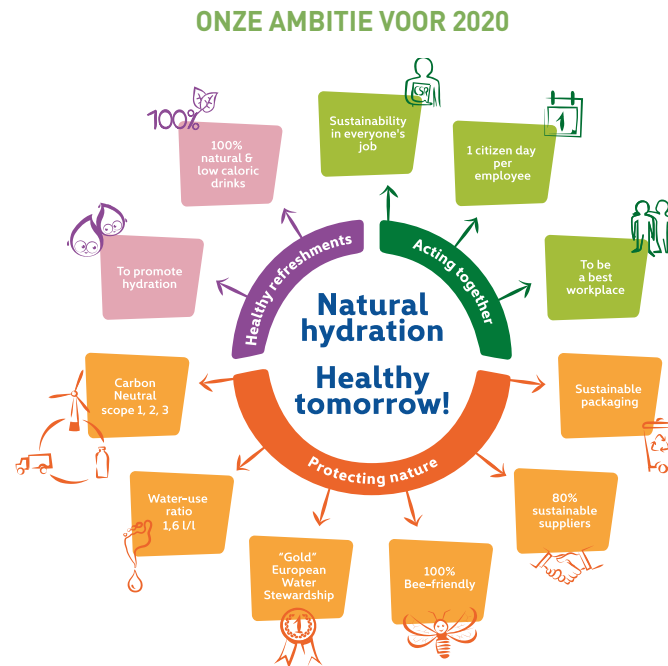 ONZE AMBITIE VOOR 2020
100%
100%
natural &
low caloric
drinks
To promote
hydration
Healthy refreshments
CSR
Sustainability
in everyone's
job
1
1 citizen day
per
employee
To be
a best
workplace
Acting together
Natural
hydration
Healthy
tomorrow!
Protecting nature
Carbon
Neutral
scope 1, 2, 3
Water-use
ratio
1,6 l/l
"Gold"
European
Water
Stewardship
1
100%
Bee-friendly
80%
sustainable
suppliers
Sustainable
packaging